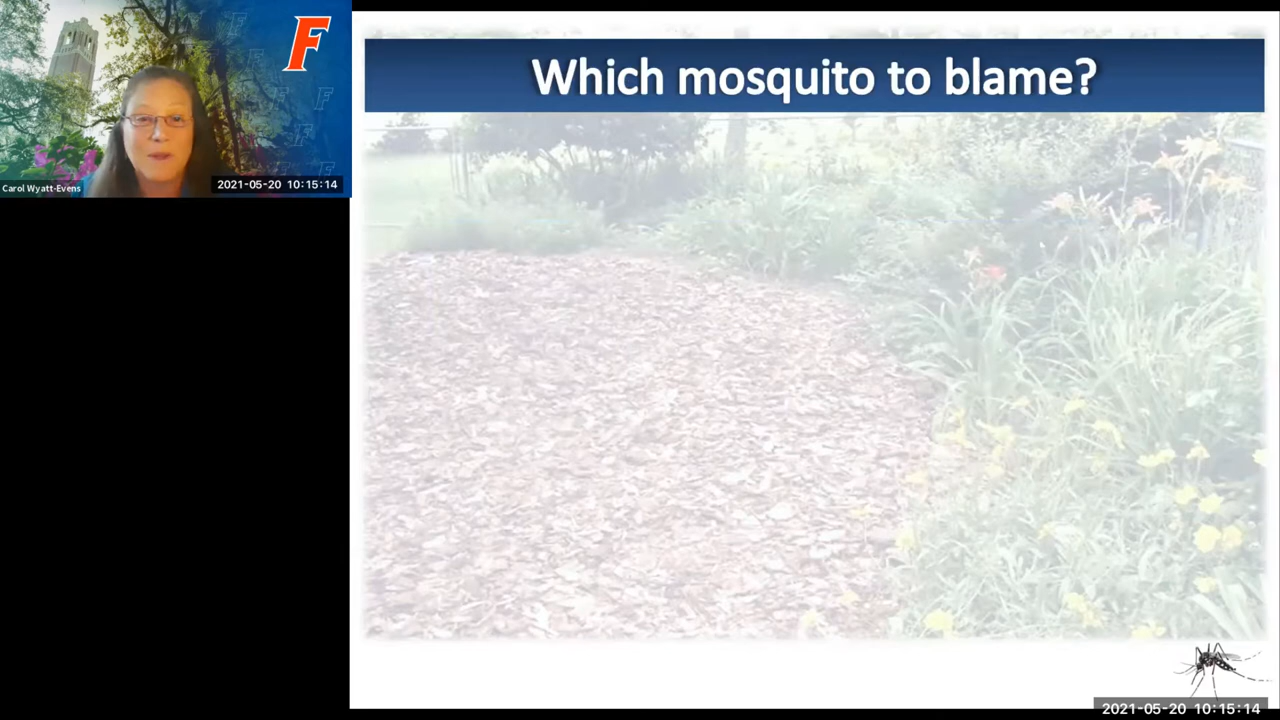 F
Carol Wyatt-Evens
2021-05-20 10:15:14
Which mosquito to blame?
2021-05-20 10:15:14